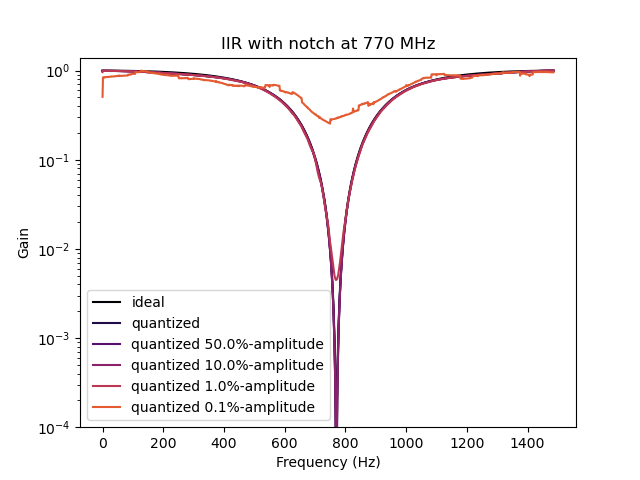 IIR with notch at 770 MHz
Gain
10⁰
10⁻¹
10⁻²
10⁻³
10⁻⁴
ideal
quantized
quantized 50.0%-amplitude
quantized 10.0%-amplitude
quantized 1.0%-amplitude
quantized 0.1%-amplitude
0 200 400 600 800 1000 1200 1400
Frequency (Hz)